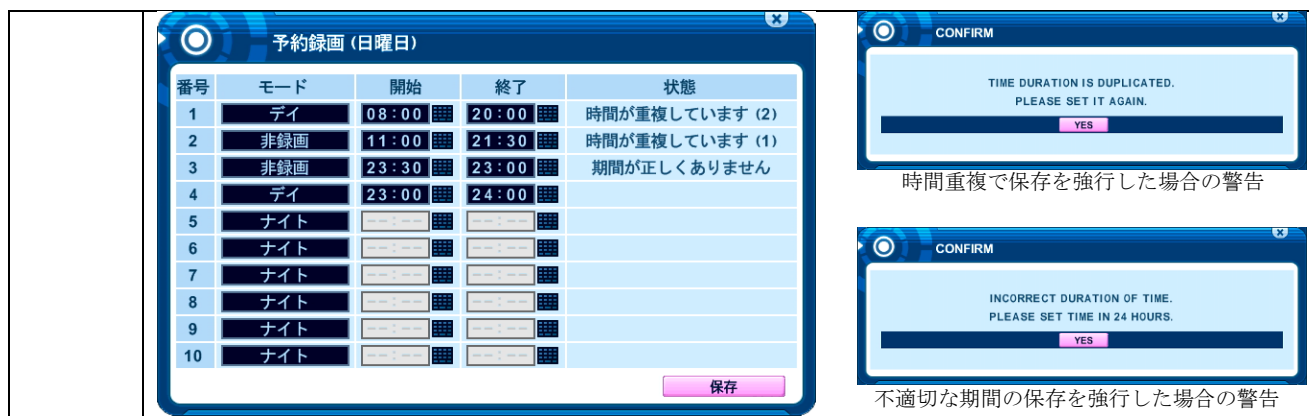 予約録画 (日曜日)
番号 モード 開始 終了 状態
1 デイ 08:00 20:00 時間が重複しています (2)
2 非録画 11:00 21:30 時間が重複しています (1)
3 非録画 23:30 23:00 期間が正しくありません
4 デイ 23:00 24:00
5 ナイト --:-- --:--
6 ナイト --:-- --:--
7 ナイト --:-- --:--
8 ナイト --:-- --:--
9 ナイト --:-- --:--
10 ナイト --:-- --:--
保存
CONFIRM
TIME DURATION IS DUPLICATED.
PLEASE SET IT AGAIN.
YES
時間重複で保存を強行した場合の警告
CONFIRM
INCORRECT DURATION OF TIME.
PLEASE SET TIME IN 24 HOURS.
YES
不適切な期間の保存を強行した場合の警告